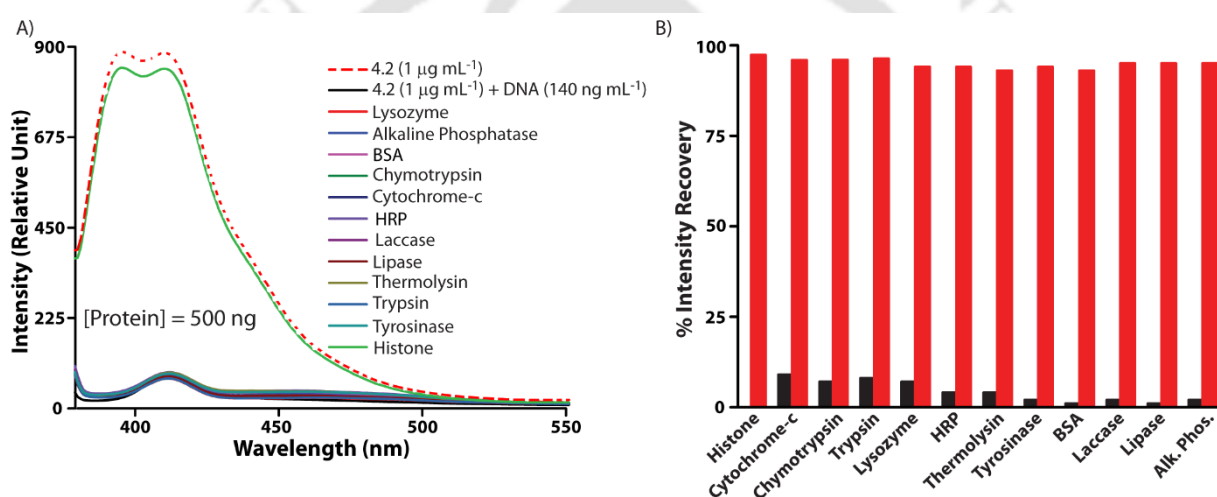 A)
900
675
450
225
0
Intensity (Relative Unit)
4.2 (1 μg mL⁻¹)
4.2 (1 μg mL⁻¹) + DNA (140 ng mL⁻¹)
Lysozyme
Alkaline Phosphatase
BSA
Chymotrypsin
Cytochrome-c
HRP
Laccase
Lipase
Thermolysin
Trypsin
Tyrosinase
Histone
[Protein] = 500 ng
400 450 500 550
Wavelength (nm)
B)
100
75
50
25
0
% Intensity Recovery
Histone
Cytochrome-c
Chymotrypsin
Trypsin
Lysozyme
HRP
Thermolysin
Tyrosinase
BSA
Laccase
Lipase
Alk. Phos.